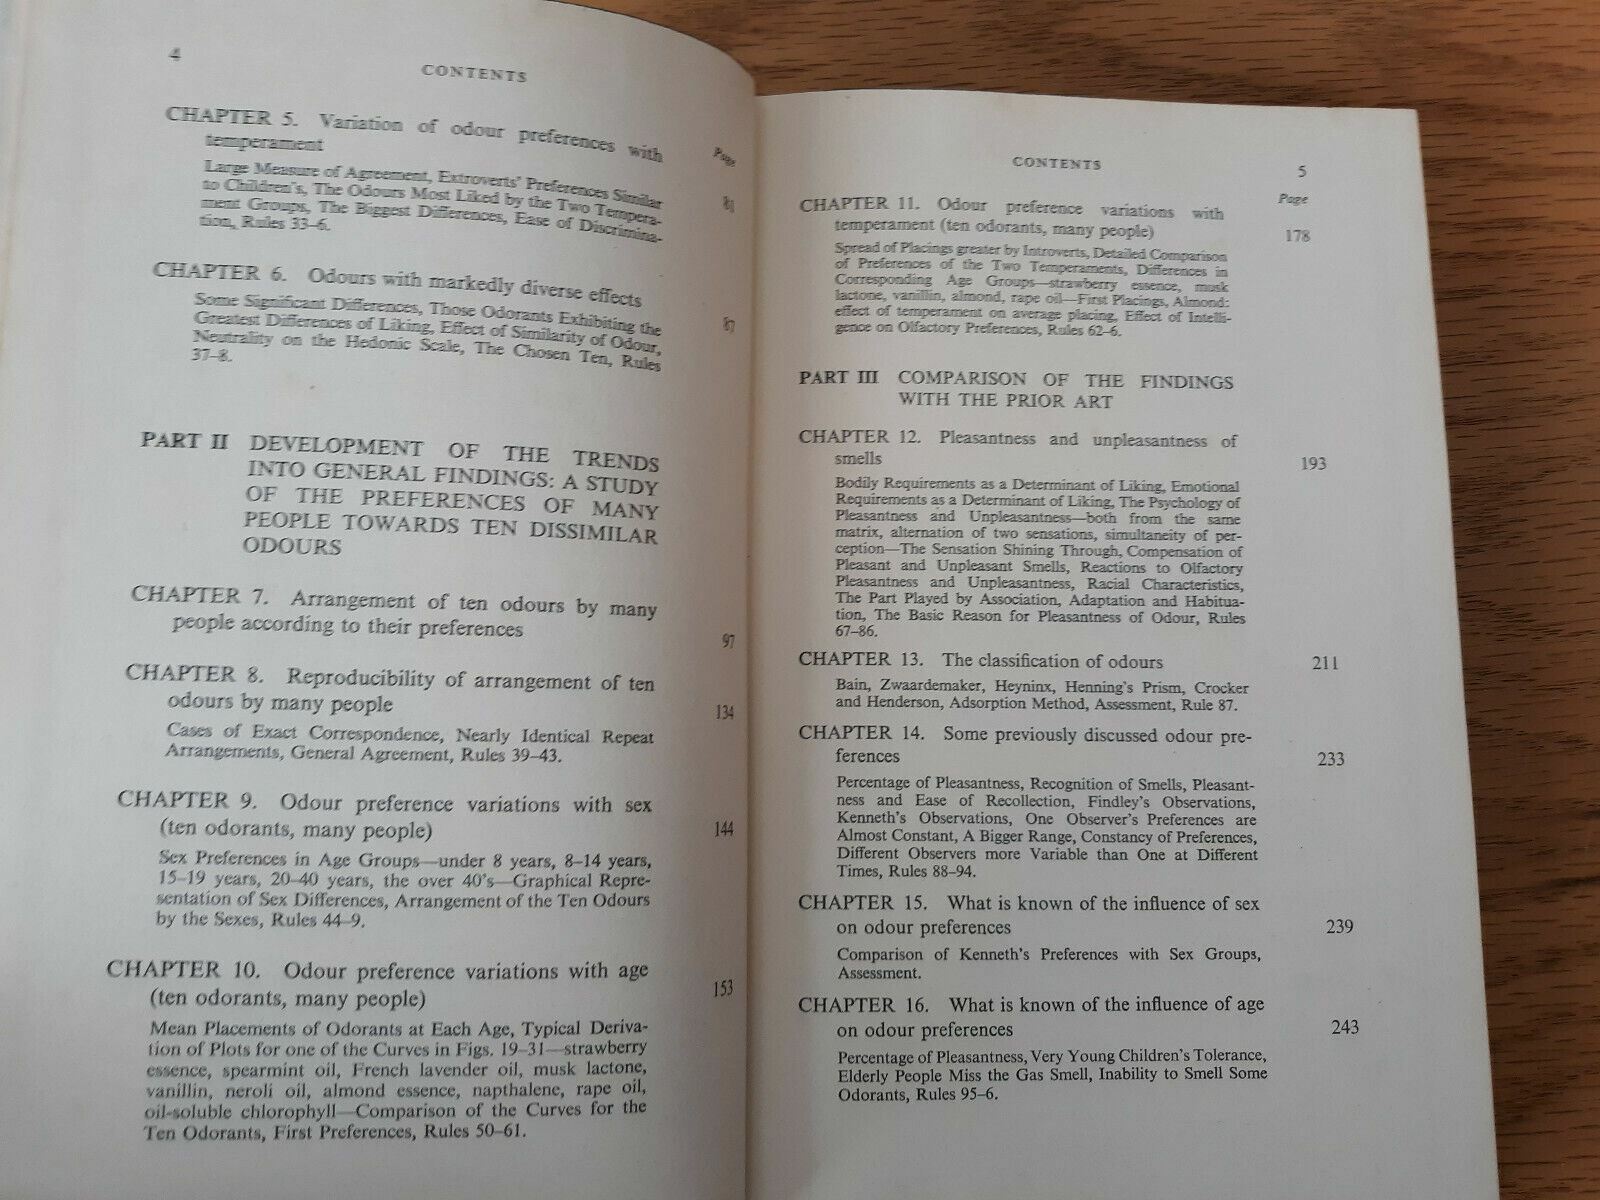 4
CONTENTS
Page
CHAPTER 5. Variation of odour preferences with
temperament
81
Large Measure of Agreement, Extroverts' Preferences Similar
to Children's, The Odours Most Liked by the Two Tempera-
ment Groups, The Biggest Differences, Ease of Discrimina-
tion, Rules 33–6.
CHAPTER 6. Odours with markedly diverse effects
87
Some Significant Differences, Those Odorants Exhibiting the
Greatest Differences of Liking, Effect of Similarity of Odour,
Neutrality on the Hedonic Scale, The Chosen Ten, Rules
37–8.
PART II DEVELOPMENT OF THE TRENDS
INTO GENERAL FINDINGS: A STUDY
OF THE PREFERENCES OF MANY
PEOPLE TOWARDS TEN DISSIMILAR
ODOURS
CHAPTER 7. Arrangement of ten odours by many
people according to their preferences
97
CHAPTER 8. Reproducibility of arrangement of ten
odours by many people
134
Cases of Exact Correspondence, Nearly Identical Repeat
Arrangements, General Agreement, Rules 39–43.
CHAPTER 9. Odour preference variations with sex
(ten odorants, many people)
144
Sex Preferences in Age Groups—under 8 years, 8–14 years,
15–19 years, 20–40 years, the over 40's—Graphical Repre-
sentation of Sex Differences, Arrangement of the Ten Odours
by the Sexes, Rules 44–9.
CHAPTER 10. Odour preference variations with age
(ten odorants, many people)
153
Mean Placements of Odorants at Each Age, Typical Deriva-
tion of Plots for one of the Curves in Figs. 19–31—strawberry
essence, spearmint oil, French lavender oil, musk lactone,
vanillin, neroli oil, almond essence, napthalene, rape oil,
oil-soluble chlorophyll—Comparison of the Curves for the
Ten Odorants, First Preferences, Rules 50–61.
CONTENTS
5
Page
CHAPTER 11. Odour preference variations with
temperament (ten odorants, many people)
178
Spread of Placings greater by Introverts, Detailed Comparison
of Preferences of the Two Temperaments, Differences in
Corresponding Age Groups—strawberry essence, musk
lactone, vanillin, almond, rape oil—First Placings, Almond:
effect of temperament on average placing, Effect of Intelli-
gence on Olfactory Preferences, Rules 62–6.
PART III COMPARISON OF THE FINDINGS
WITH THE PRIOR ART
CHAPTER 12. Pleasantness and unpleasantness of
smells
193
Bodily Requirements as a Determinant of Liking, Emotional
Requirements as a Determinant of Liking, The Psychology of
Pleasantness and Unpleasantness—both from the same
matrix, alternation of two sensations, simultaneity of per-
ception—The Sensation Shining Through, Compensation of
Pleasant and Unpleasant Smells, Reactions to Olfactory
Pleasantness and Unpleasantness, Racial Characteristics,
The Part Played by Association, Adaptation and Habitua-
tion, The Basic Reason for Pleasantness of Odour, Rules
67–86.
CHAPTER 13. The classification of odours
211
Bain, Zwaardemaker, Heyninx, Henning's Prism, Crocker
and Henderson, Adsorption Method, Assessment, Rule 87.
CHAPTER 14. Some previously discussed odour pre-
ferences
233
Percentage of Pleasantness, Recognition of Smells, Pleasant-
ness and Ease of Recollection, Findley's Observations,
Kenneth's Observations, One Observer's Preferences are
Almost Constant, A Bigger Range, Constancy of Preferences,
Different Observers more Variable than One at Different
Times, Rules 88–94.
CHAPTER 15. What is known of the influence of sex
on odour preferences
239
Comparison of Kenneth's Preferences with Sex Groups,
Assessment.
CHAPTER 16. What is known of the influence of age
on odour preferences
243
Percentage of Pleasantness, Very Young Children's Tolerance,
Elderly People Miss the Gas Smell, Inability to Smell Some
Odorants, Rules 95–6.